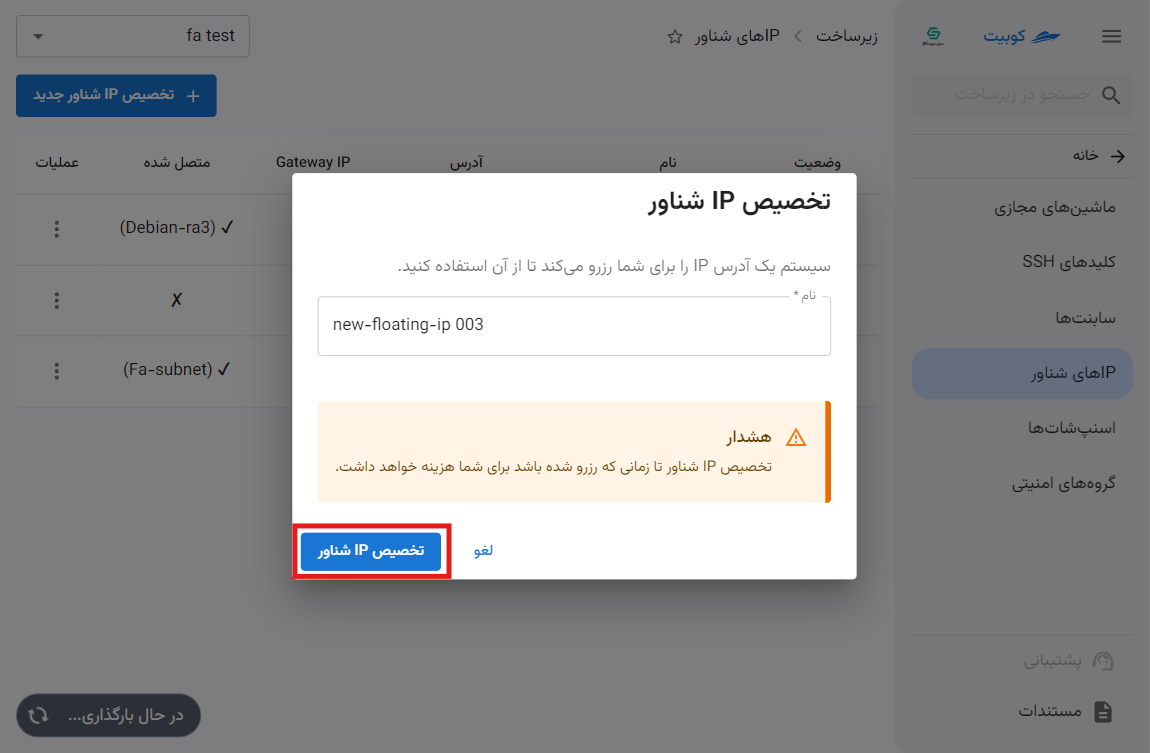 کوبیت
زیرساخت
IPهای شناور
fa test
جستجو در زیرساخت
خانه
ماشین‌های مجازی
کلیدهای SSH
سابنت‌ها
IPهای شناور
اسنپ‌شات‌ها
گروه‌های امنیتی
پشتیبانی
مستندات
تخصیص IP شناور جدید
وضعیت
نام
آدرس
Gateway IP
متصل شده
عملیات
✓ (Debian-ra3)
✗
✓ (Fa-subnet)
تخصیص IP شناور
سیستم یک آدرس IP را برای شما رزرو می‌کند تا از آن استفاده کنید.
نام *
new-floating-ip 003
هشدار
تخصیص IP شناور تا زمانی که رزرو شده باشد برای شما هزینه خواهد داشت.
لغو
تخصیص IP شناور
در حال بارگذاری...